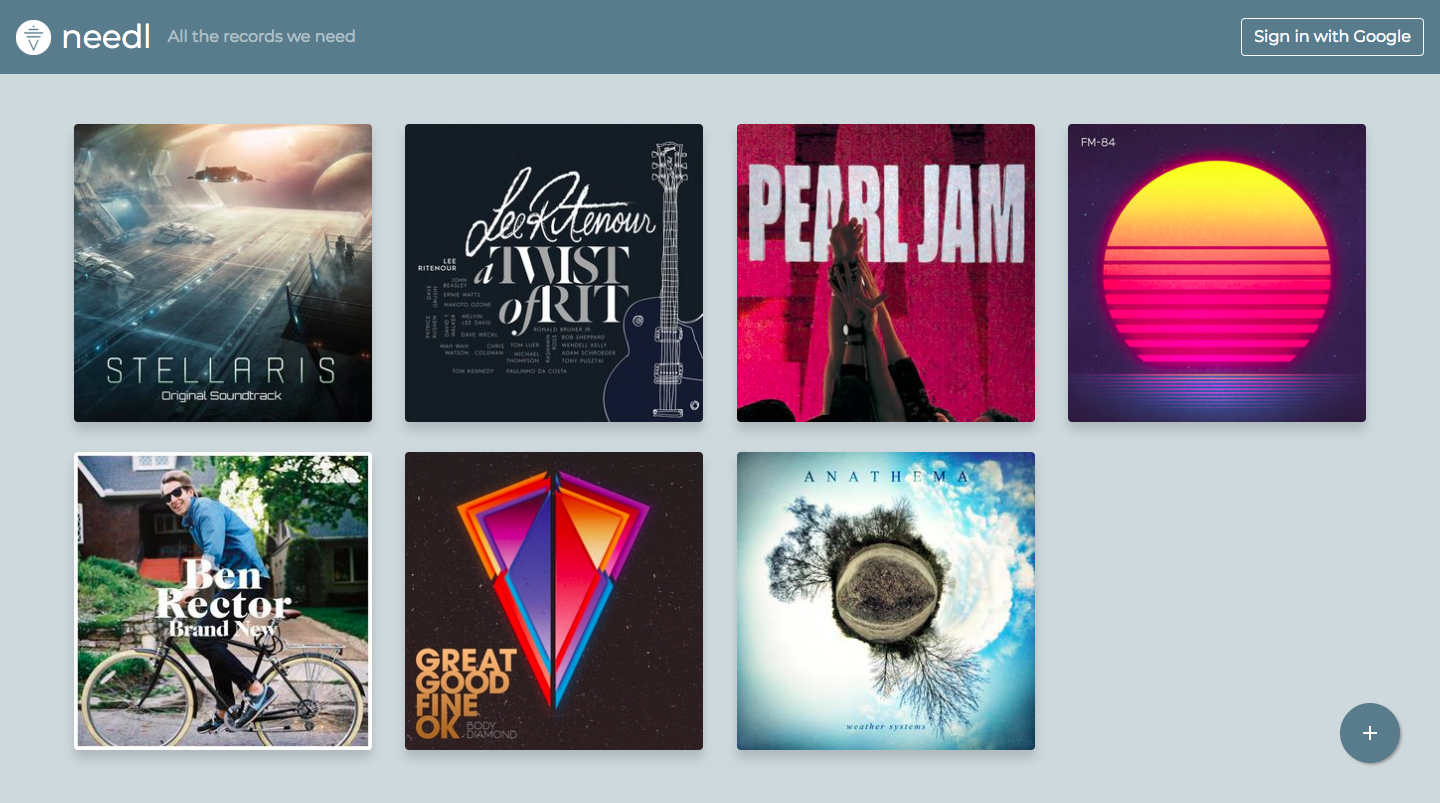 needl
All the records we need
Sign in with Google
STELLARIS
Original Soundtrack
Lee Ritenour
a TWIST
of RIT
LEE
RITENOUR
JOHN
BEASLEY
DAVE
GRUSIN
ERNIE WATTS
MAKOTO OZONE
PATRICE
RUSHEN
DAVID T
WALKER
MELVIN
LEE DAVIS
DAVE WECKL
WAH WAH
WATSON
CHRIS
COLEMAN
TOM LUER
MICHAEL
THOMPSON
RASHAWN
ROSS
RONALD BRUNER JR
BOB SHEPPARD
WENDELL KELLY
ADAM SCHROEDER
TONY PUSZTAI
TOM KENNEDY
PAULINHO DA COSTA
PEARL JAM
FM-84
Ben
Rector
Brand New
GREAT
GOOD
FINE
OK
BODY
DIAMOND
ANATHEMA
weather systems
+